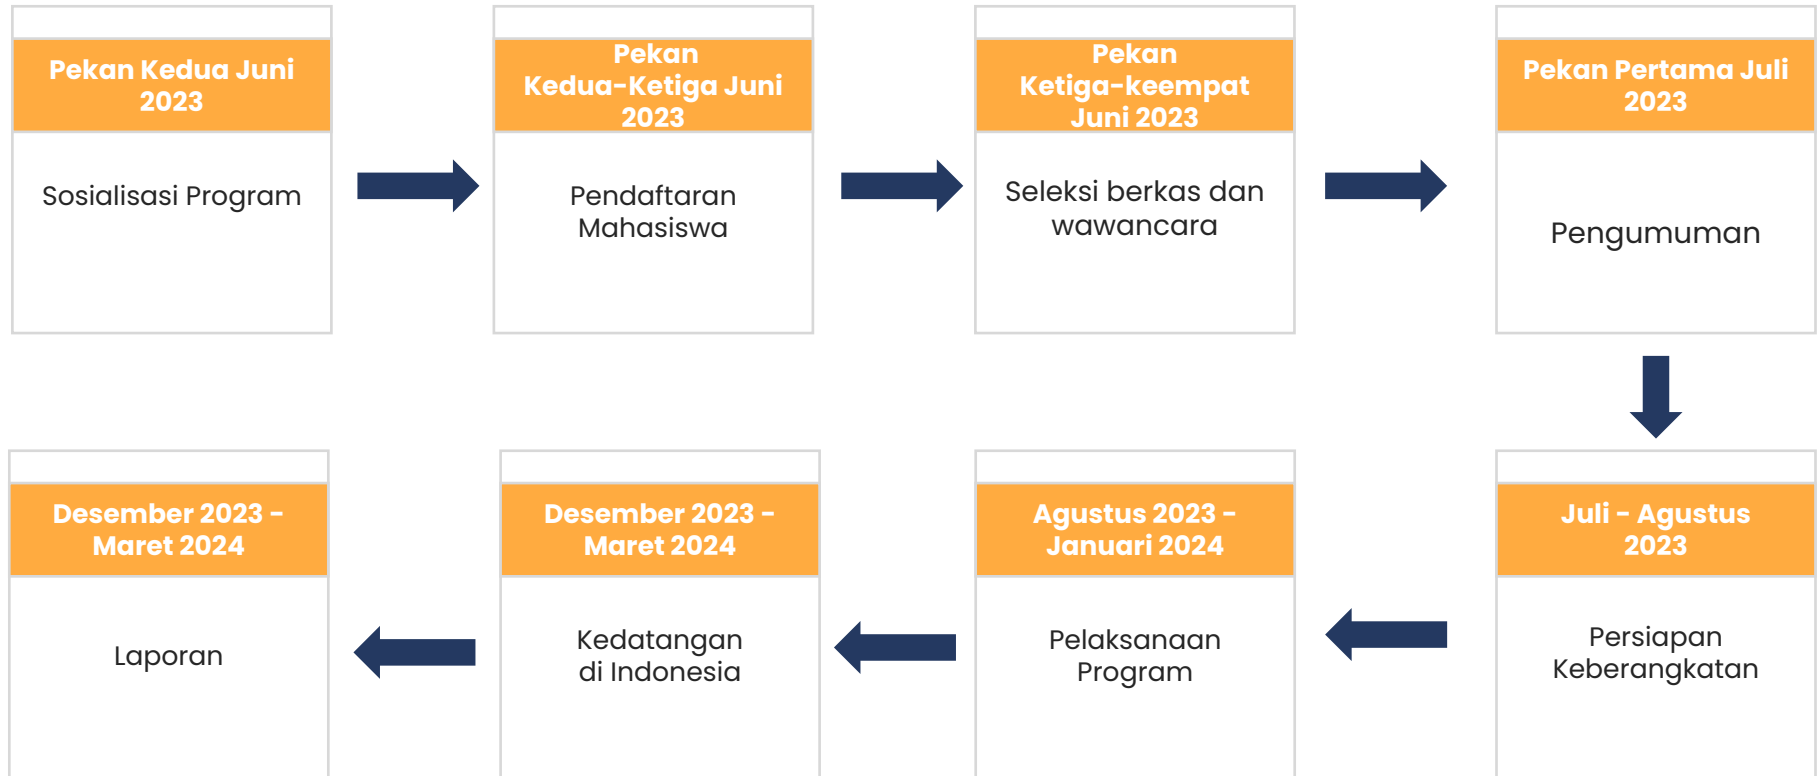 Pekan Kedua Juni
2023
Sosialisasi Program
Pekan
Kedua-Ketiga Juni
2023
Pendaftaran
Mahasiswa
Pekan
Ketiga-keempat
Juni 2023
Seleksi berkas dan
wawancara
Pekan Pertama Juli
2023
Pengumuman
Juli - Agustus
2023
Persiapan
Keberangkatan
Agustus 2023 -
Januari 2024
Pelaksanaan
Program
Desember 2023 -
Maret 2024
Kedatangan
di Indonesia
Desember 2023 -
Maret 2024
Laporan